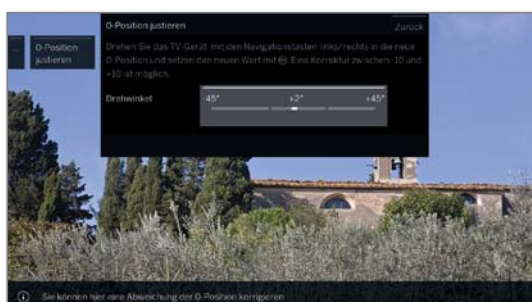 0-Position justieren
Zurück
0-Position
justieren
Drehen Sie das TV-Gerät mit den Navigationstasten links/rechts in die neue
0-Position und setzen den neuen Wert mit OK. Eine Korrektur zwischen -10 und
+10 ist möglich.
Drehwinkel
-45° +2° +45°
Sie können hier eine Abweichung der 0-Position korrigieren